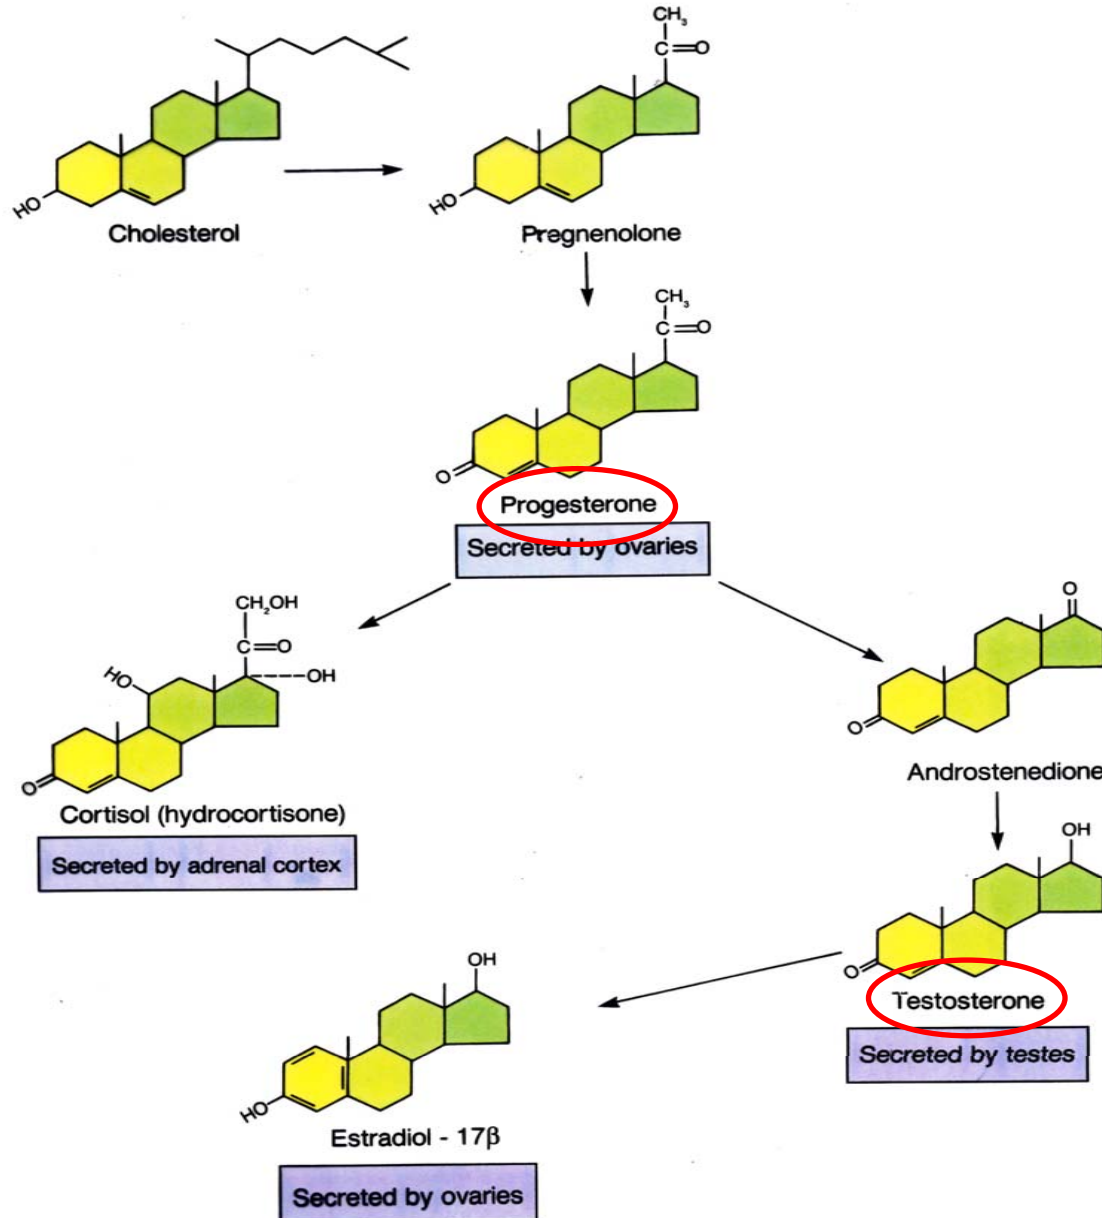 CH₃
C=O
HO
Cholesterol
HO
Pregnenolone
CH₃
C=O
O
Progesterone
Secreted by ovaries
CH₂OH
C=O
HO
OH
O
Cortisol (hydrocortisone)
Secreted by adrenal cortex
O
O
Androstenedione
OH
O
Testosterone
Secreted by testes
OH
HO
Estradiol - 17β
Secreted by ovaries